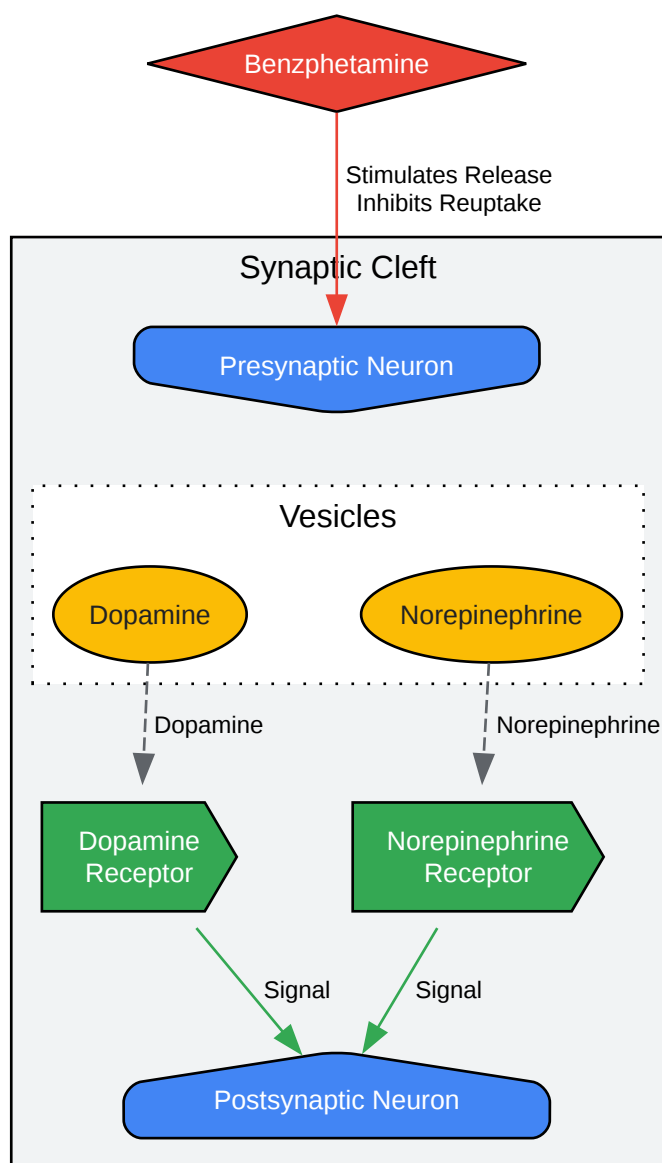 Benzphetamine
Stimulates Release
Inhibits Reuptake
Synaptic Cleft
Presynaptic Neuron
Vesicles
Dopamine
Norepinephrine
Dopamine
Norepinephrine
Dopamine
Receptor
Norepinephrine
Receptor
Signal
Signal
Postsynaptic Neuron